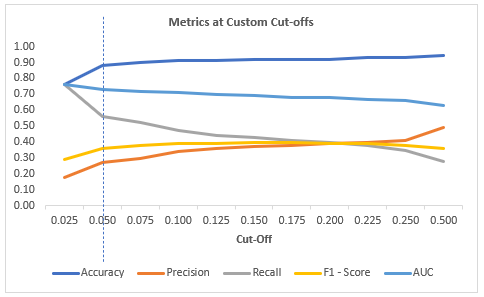 Metrics at Custom Cut-offs
1.00
0.90
0.80
0.70
0.60
0.50
0.40
0.30
0.20
0.10
0.00
0.025 0.050 0.075 0.100 0.125 0.150 0.175 0.200 0.225 0.250 0.500
Cut-Off
Accuracy Precision Recall F1 - Score AUC